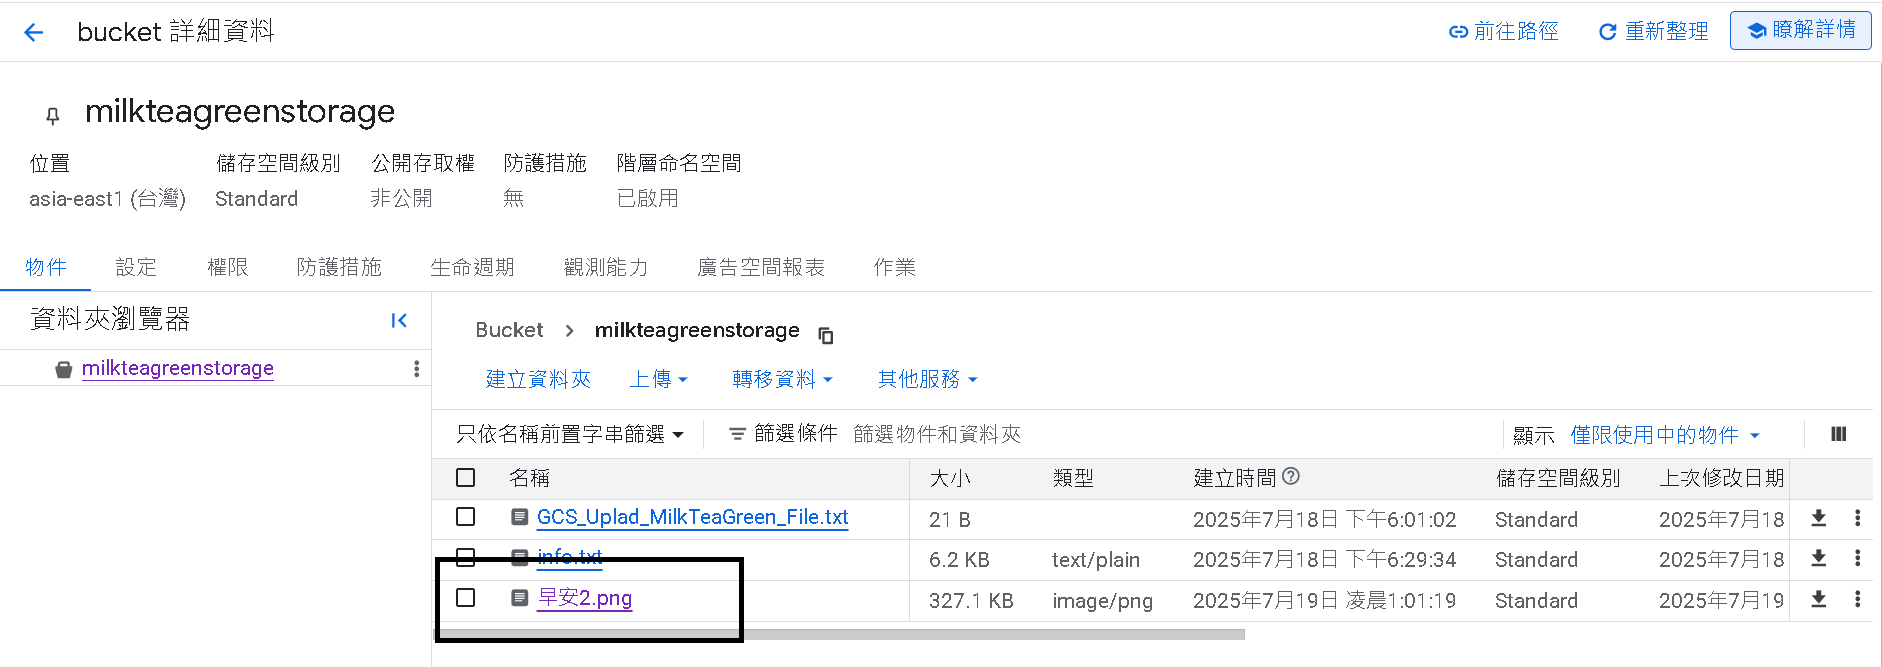 bucket 詳細資料
前往路徑
重新整理
瞭解詳情
milkteagreenstorage
位置 儲存空間級別 公開存取權 防護措施 階層命名空間
asia-east1 (台灣) Standard 非公開 無 已啟用
物件 設定 權限 防護措施 生命週期 觀測能力 廣告空間報表 作業
資料夾瀏覽器
milkteagreenstorage
Bucket > milkteagreenstorage
建立資料夾 上傳 轉移資料 其他服務
只依名稱前置字串篩選 篩選條件 篩選物件和資料夾 顯示 僅限使用中的物件
名稱 大小 類型 建立時間 儲存空間級別 上次修改日期
GCS_Uplad_MilkTeaGreen_File.txt 21 B 2025年7月18日 下午6:01:02 Standard 2025年7月18
info.txt 6.2 KB text/plain 2025年7月18日 下午6:29:34 Standard 2025年7月18
早安2.png 327.1 KB image/png 2025年7月19日 凌晨1:01:19 Standard 2025年7月19